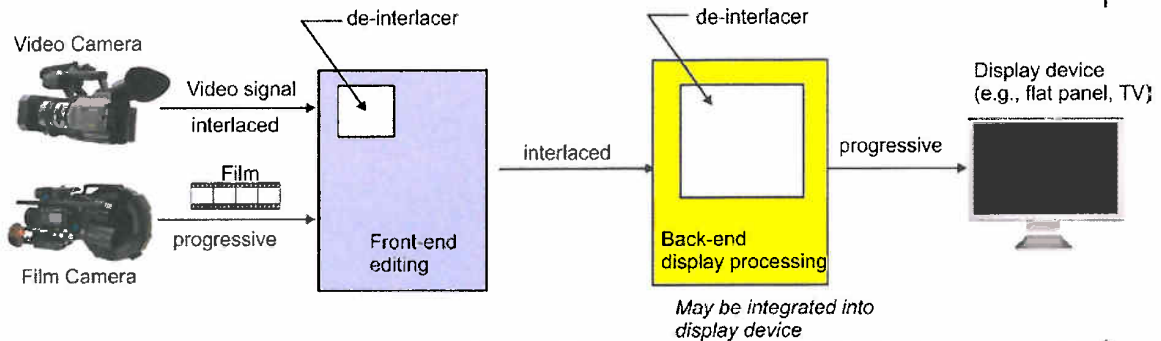 de-interlacer
de-interlacer
Video Camera
Video signal
interlaced
Display device
(e.g., flat panel, TV)
interlaced
progressive
Film
progressive
Front-end
editing
Back-end
display processing
Film Camera
May be integrated into
display device